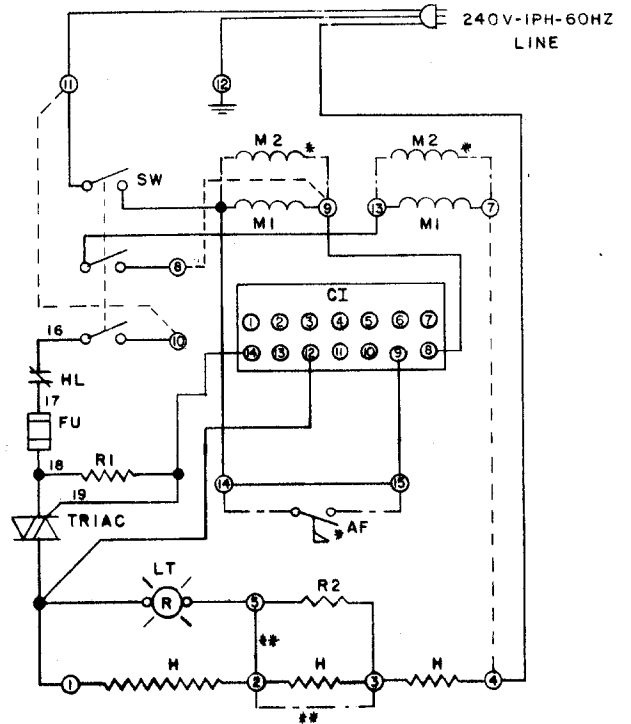 240V-1PH-60HZ
LINE
11
12
M2 *
M2 *
SW
9
13
7
M1
M1
8
CI
1 2 3 4 5 6 7
14 13 12 11 10 9 8
16
10
HL
17
FU
18
R1
19
TRIAC
14
15
AF
*
LT
R
5
R2
**
H
H
H
1
2
3
4
**